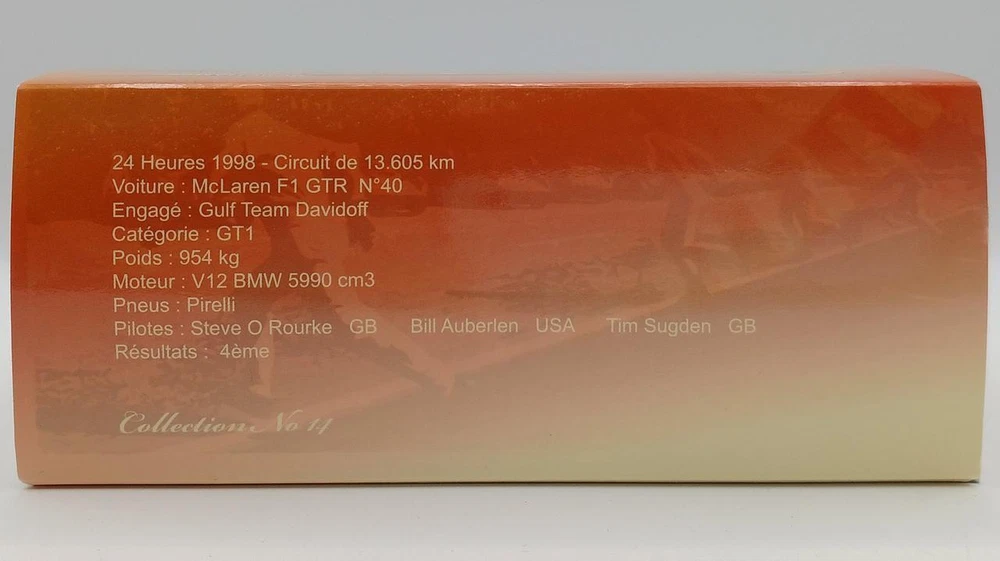 24 Heures 1998 - Circuit de 13.605 km
Voiture : McLaren F1 GTR N°40
Engagé : Gulf Team Davidoff
Catégorie : GT1
Poids : 954 kg
Moteur : V12 BMW 5990 cm3
Pneus : Pirelli
Pilotes : Steve O Rourke GB Bill Auberlen USA Tim Sugden GB
Résultats : 4ème
Collection No 14